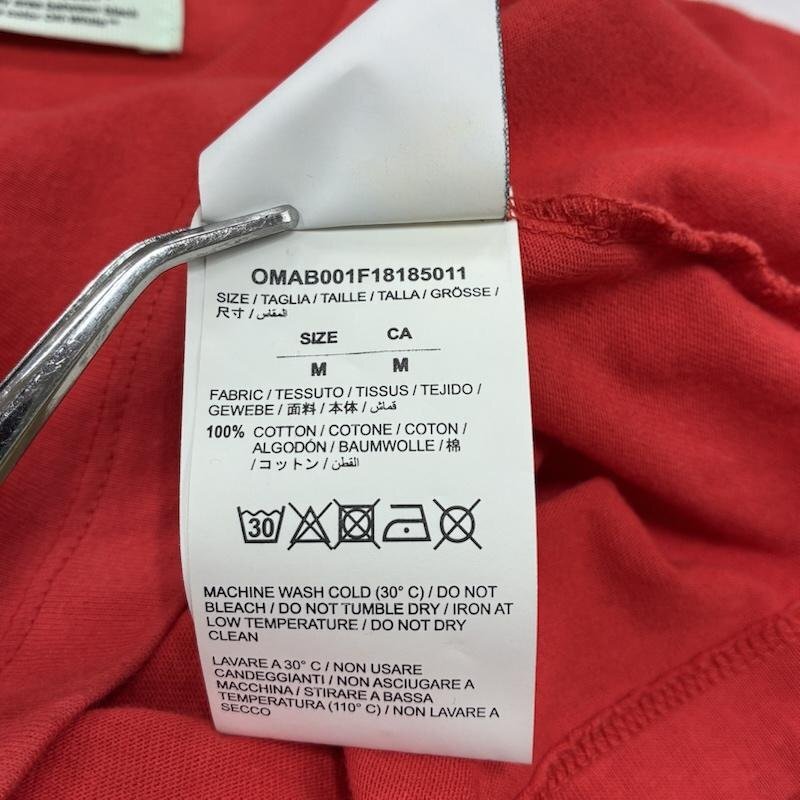 color on White™
OMAB001F18185011
SIZE / TAGLIA / TAILLE / TALLA / GRÖSSE /
尺寸 / المقاس
SIZE CA
M M
FABRIC / TESSUTO / TISSUS / TEJIDO /
GEWEBE / 面料 / 本体 / قماش
100% COTTON / COTONE / COTON /
ALGODÓN / BAUMWOLLE / 棉
/ コットン / القطن
30
MACHINE WASH COLD (30° C) / DO NOT
BLEACH / DO NOT TUMBLE DRY / IRON AT
LOW TEMPERATURE / DO NOT DRY
CLEAN
LAVARE A 30° C / NON USARE
CANDEGGIANTI / NON ASCIUGARE A
MACCHINA / STIRARE A BASSA
TEMPERATURA (110° C) / NON LAVARE A
SECCO